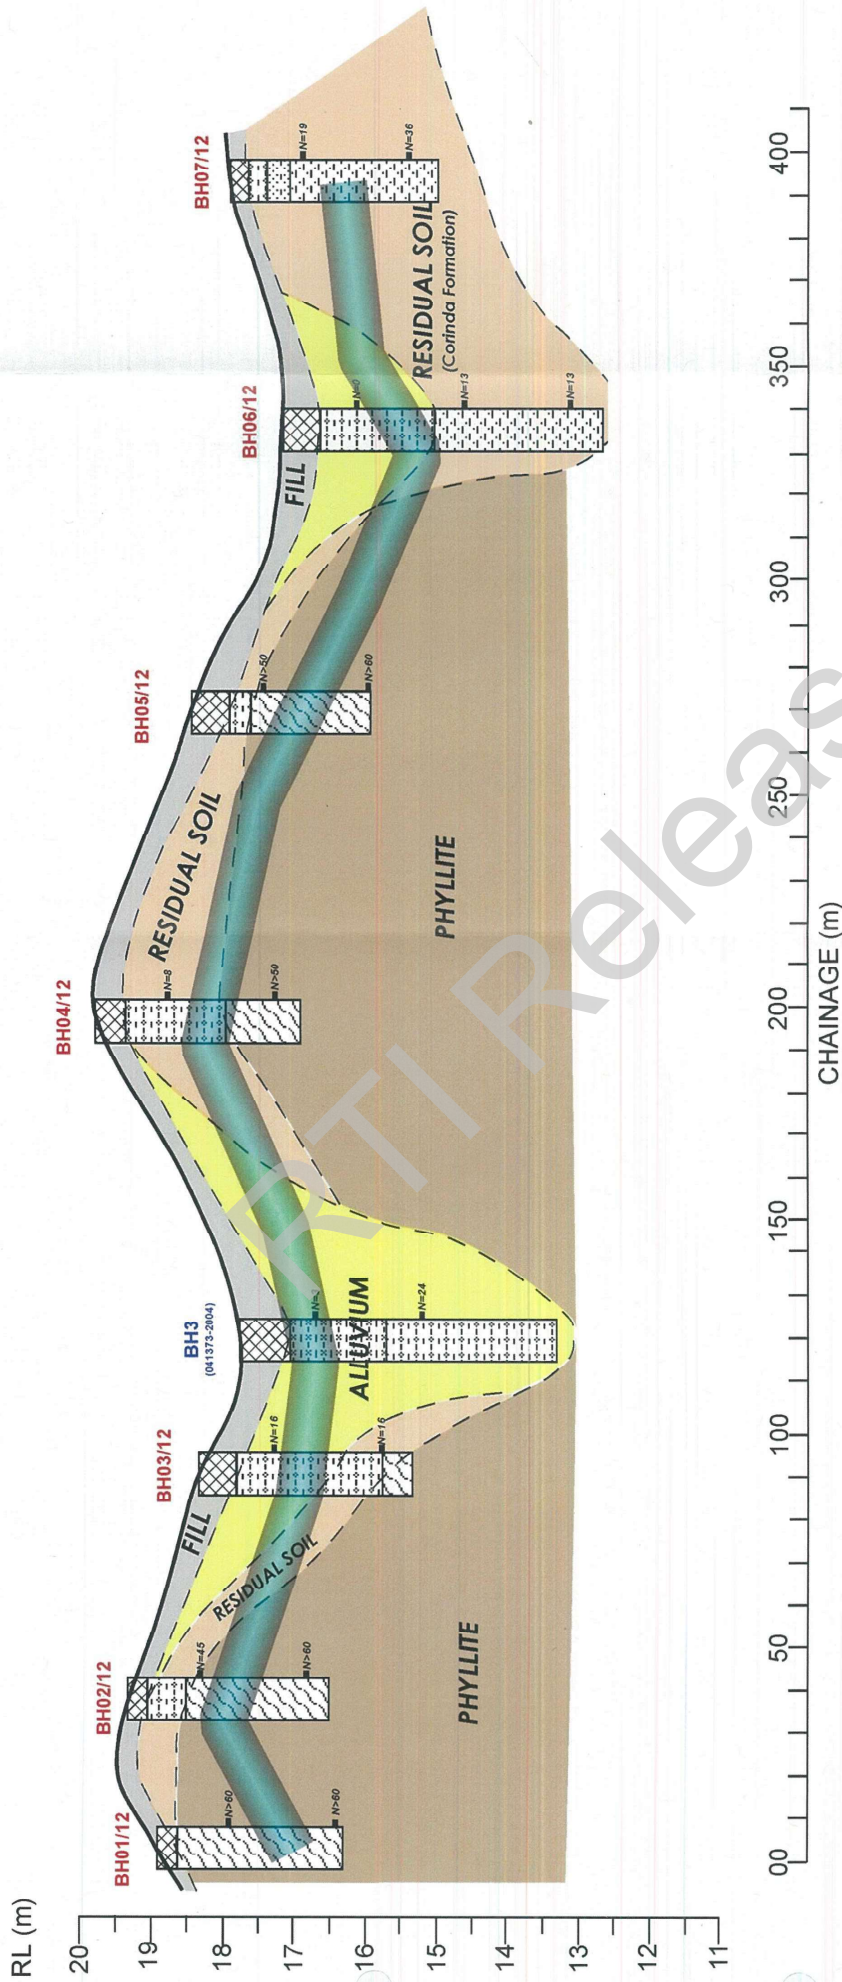 RL (m)
20
19
18
17
16
15
14
13
12
11
BH01/12
N>60
N>60
BH02/12
N=45
N>60
BH03/12
N=16
N=16
BH3
(041373-2004)
N=24
BH04/12
N=8
N>50
BH05/12
N>50
N>60
BH06/12
N=0
N=13
N=13
BH07/12
N=19
N=36
FILL
RESIDUAL SOIL
PHYLLITE
ALLUVIUM
RESIDUAL SOIL
PHYLLITE
FILL
RESIDUAL SOIL
(Corinda Formation)
00
50
100
150
200
250
300
350
400
CHAINAGE (m)
RTI Releas